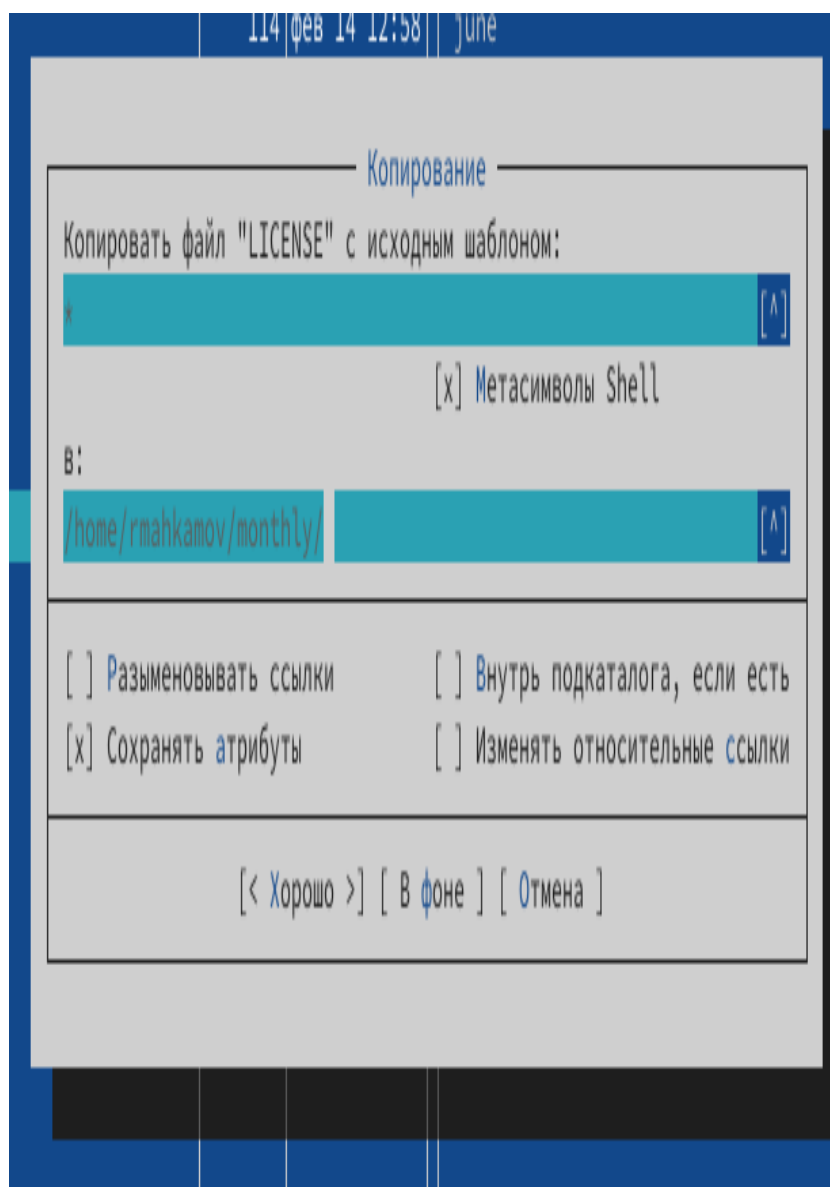 114 фев 14 12:58 june
Копирование
Копировать файл "LICENSE" с исходным шаблоном:
* [^]
[x] Метасимволы Shell
в:
/home/rmahkamov/monthly/ [^]
[ ] Разыменовывать ссылки [ ] Внутрь подкаталога, если есть
[x] Сохранять атрибуты [ ] Изменять относительные ссылки
[< Хорошо >] [ В фоне ] [ Отмена ]